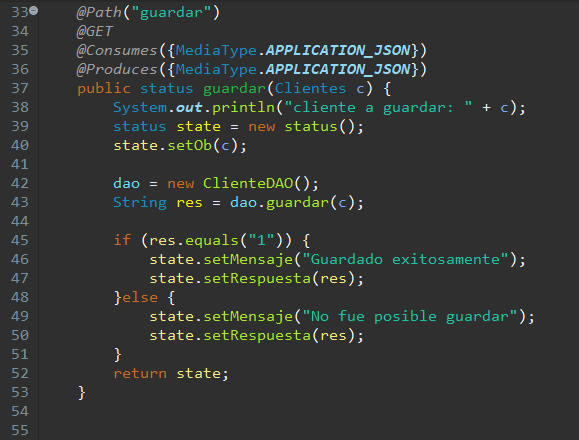 33 @Path("guardar")
34 @GET
35 @Consumes({MediaType.APPLICATION_JSON})
36 @Produces({MediaType.APPLICATION_JSON})
37 public status guardar(Clientes c) {
38 System.out.println("cliente a guardar: " + c);
39 status state = new status();
40 state.setOb(c);
41
42 dao = new ClienteDAO();
43 String res = dao.guardar(c);
44
45 if (res.equals("1")) {
46 state.setMensaje("Guardado exitosamente");
47 state.setRespuesta(res);
48 }else {
49 state.setMensaje("No fue posible guardar");
50 state.setRespuesta(res);
51 }
52 return state;
53 }
54
55